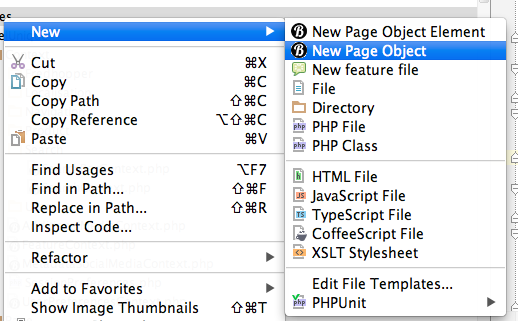 New
Cut ⌘X
Copy ⌘C
Copy Path ⇧⌘C
Copy Reference ⌥⇧⌘C
Paste ⌘V
Find Usages ⌥F7
Find in Path... ⇧⌘F
Replace in Path... ⇧⌘R
Inspect Code...
Refactor
Add to Favorites
Show Image Thumbnails ⇧⌘T
New Page Object Element
New Page Object
New feature file
File
Directory
PHP File
PHP Class
HTML File
JavaScript File
TypeScript File
CoffeeScript File
XSLT Stylesheet
Edit File Templates...
PHPUnit